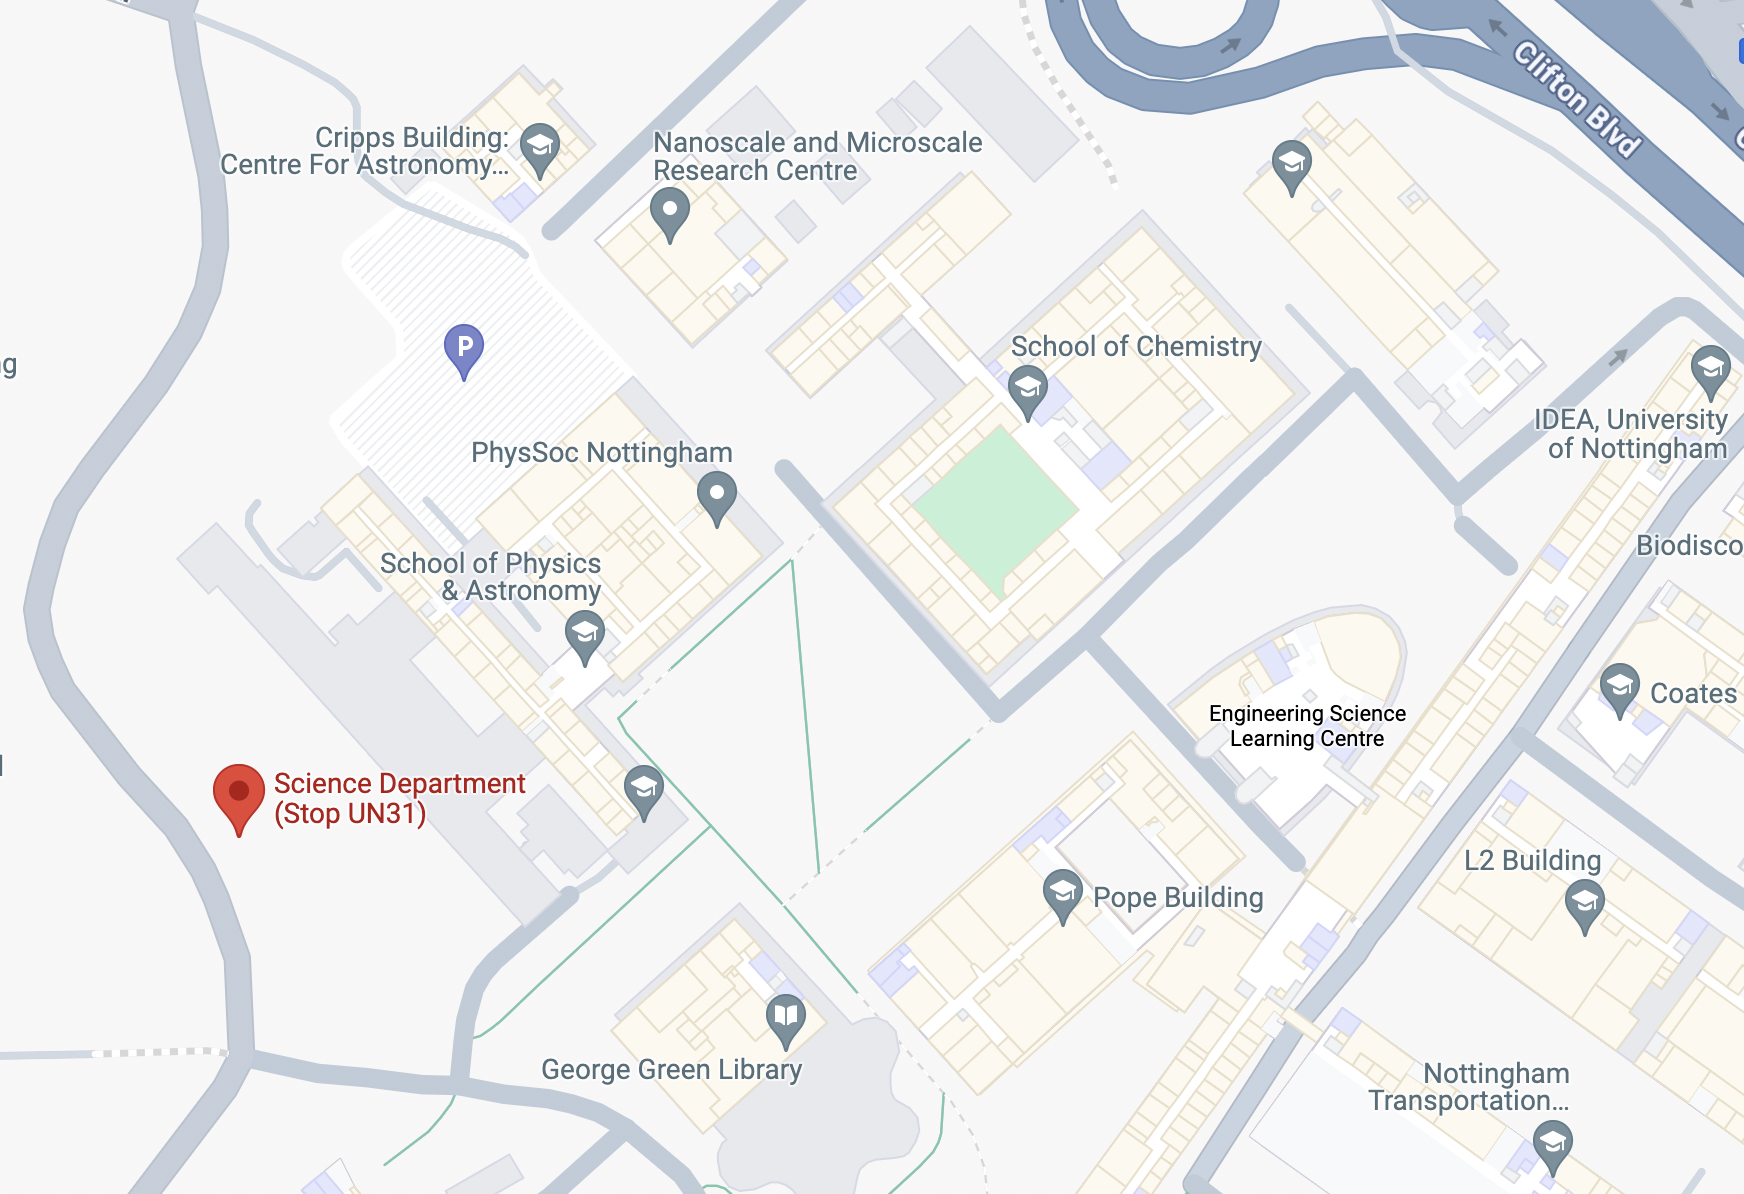 Clifton Blvd
Cripps Building:
Centre For Astronomy...
Nanoscale and Microscale
Research Centre
School of Chemistry
P
IDEA, University
of Nottingham
PhysSoc Nottingham
School of Physics
& Astronomy
Biodisco
Coates
Engineering Science
Learning Centre
Science Department
(Stop UN31)
L2 Building
Pope Building
George Green Library
Nottingham
Transportation...